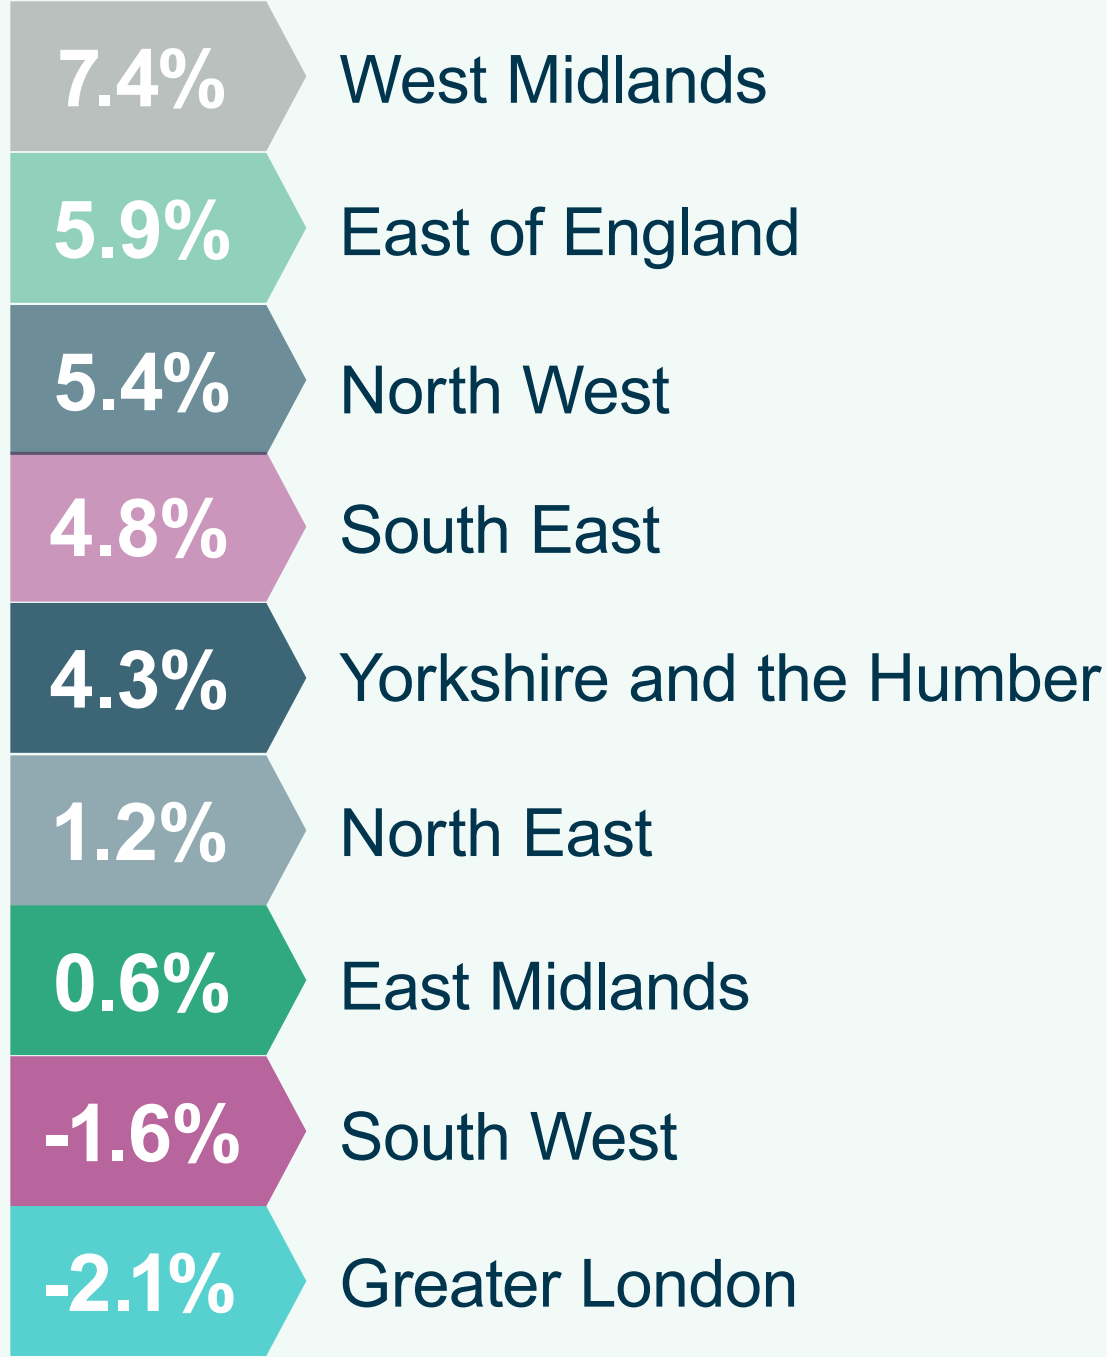 7.4% West Midlands
5.9% East of England
5.4% North West
4.8% South East
4.3% Yorkshire and the Humber
1.2% North East
0.6% East Midlands
-1.6% South West
-2.1% Greater London